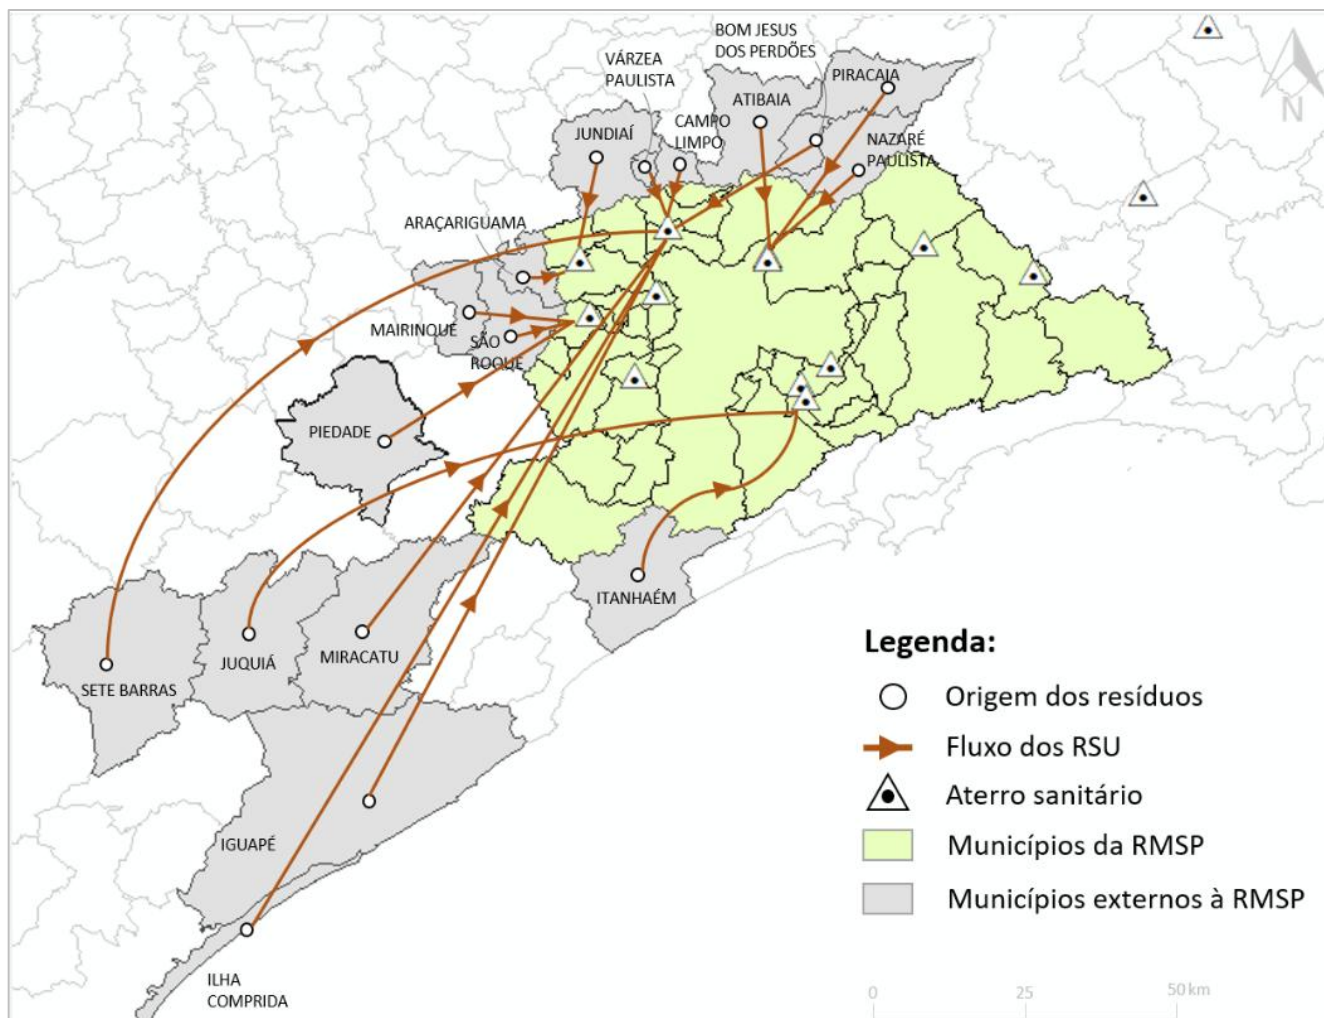 BOM JESUS
DOS PERDÕES
VÁRZEA
PAULISTA
PIRACAIA
ATIBAIA
CAMPO
LIMPO
JUNDIAÍ
NAZARÉ
PAULISTA
ARAÇARIGUAMA
MAIRINQUE
SÃO
ROQUE
PIEDADE
ITANHAÉM
SETE BARRAS
JUQUIÁ
MIRACATU
IGUAPÉ
ILHA
COMPRIDA
N
Legenda:
Origem dos resíduos
Fluxo dos RSU
Aterro sanitário
Municípios da RMSP
Municípios externos à RMSP
0 25 50 km